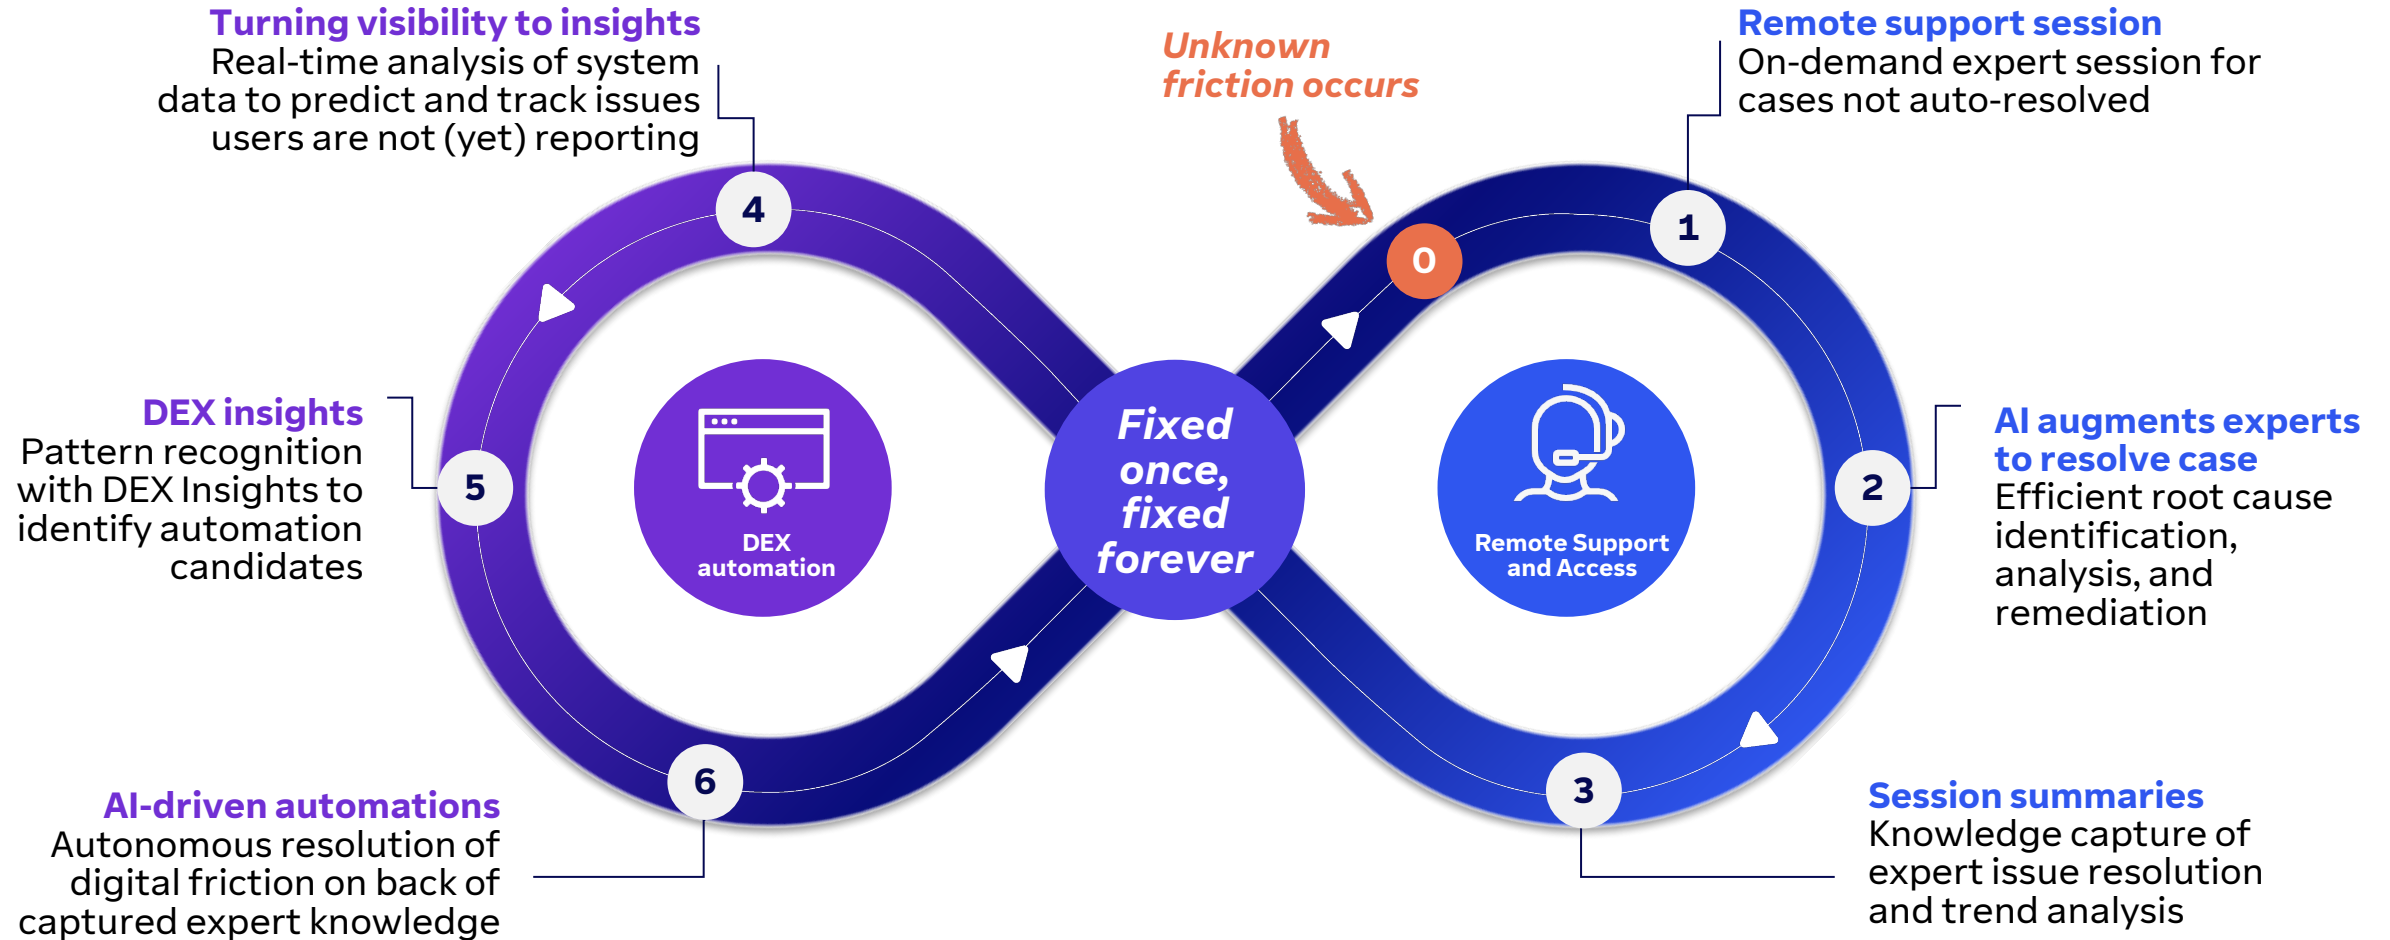 Turning visibility to insights
Real-time analysis of system
data to predict and track issues
users are not (yet) reporting
Unknown
friction occurs
Remote support session
On-demand expert session for
cases not auto-resolved
4
0
1
DEX insights
Pattern recognition
with DEX Insights to
identify automation
candidates
5
DEX
automation
Fixed
once,
fixed
forever
Remote Support
and Access
2
AI augments experts
to resolve case
Efficient root cause
identification,
analysis, and
remediation
6
AI-driven automations
Autonomous resolution of
digital friction on back of
captured expert knowledge
3
Session summaries
Knowledge capture of
expert issue resolution
and trend analysis